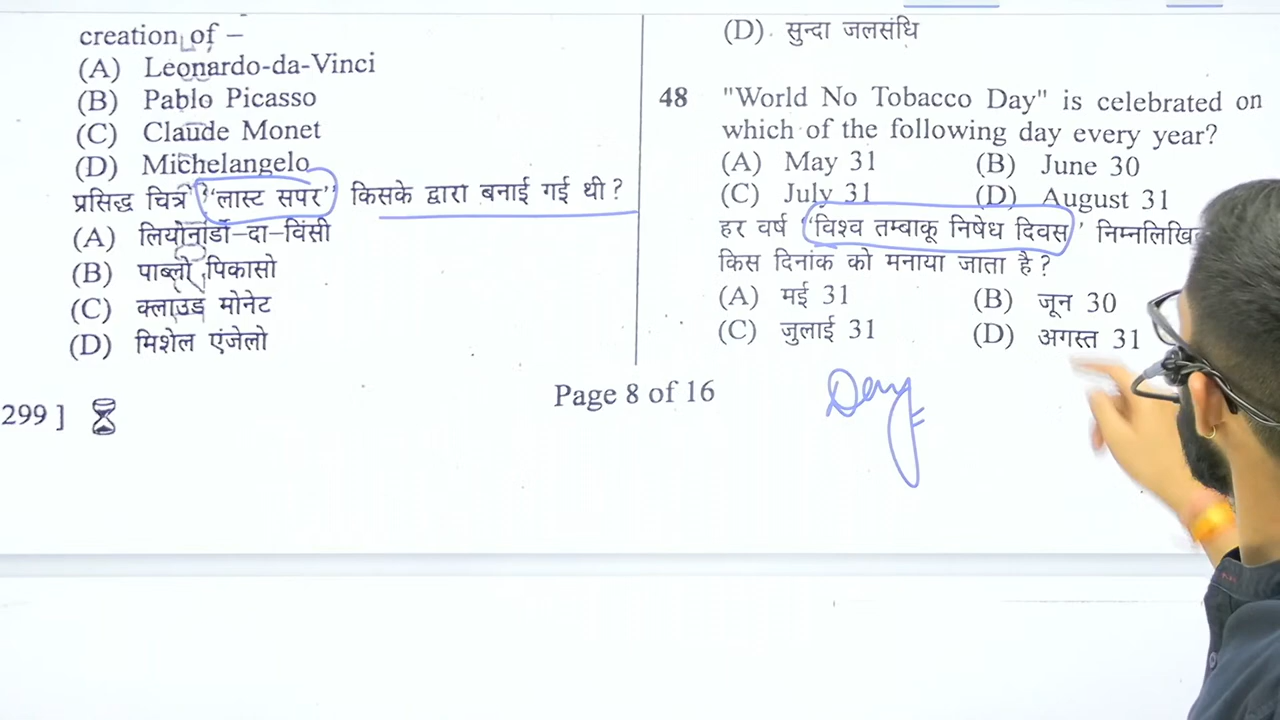 creation of –
(A) Leonardo-da-Vinci
(B) Pablo Picasso
(C) Claude Monet
(D) Michelangelo
प्रसिद्ध चित्र "लास्ट सपर" किसके द्वारा बनाई गई थी ?
(A) लियोनार्डो–दा–विंसी
(B) पाब्लो पिकासो
(C) क्लाउड मोनेट
(D) मिशेल एंजेलो
(D) सुन्दा जलसंधि
48 "World No Tobacco Day" is celebrated on
which of the following day every year?
(A) May 31 (B) June 30
(C) July 31 (D) August 31
हर वर्ष "विश्व तम्बाकू निषेध दिवस" निम्नलिखि
किस दिनांक को मनाया जाता है ?
(A) मई 31 (B) जून 30
(C) जुलाई 31 (D) अगस्त 31
Page 8 of 16
299 ]